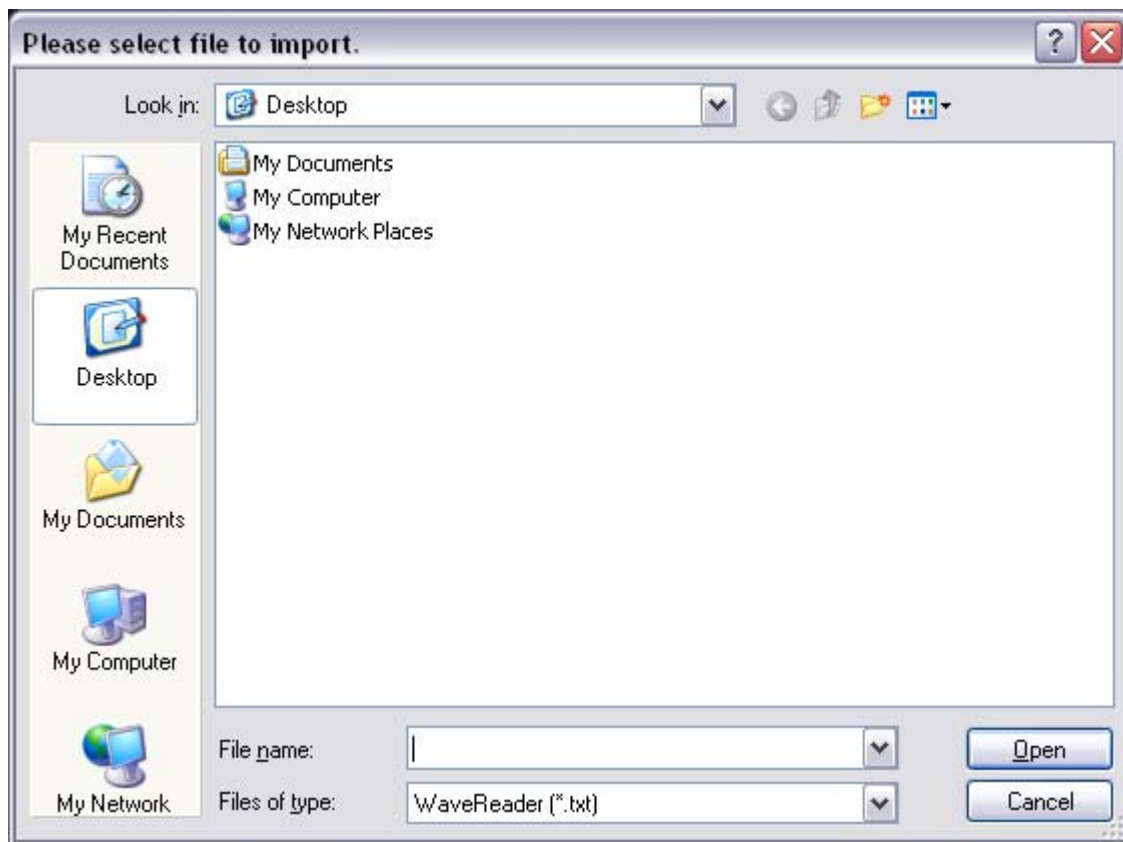 Please select file to import.
Look in: Desktop
My Documents
My Computer
My Network Places
My Recent
Documents
Desktop
My Documents
My Computer
My Network
File name:
Open
Files of type: WaveReader (*.txt)
Cancel